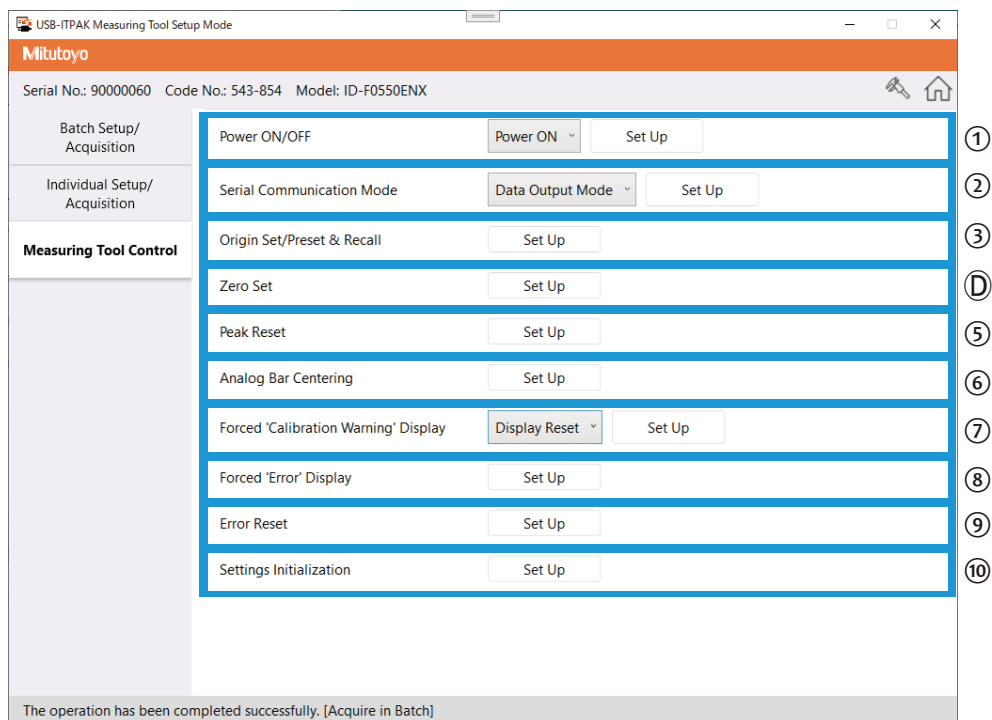 USB-ITPAK Measuring Tool Setup Mode
Mitutoyo
Serial No.: 90000060 Code No.: 543-854 Model: ID-F0550ENX
Batch Setup/
Acquisition
Individual Setup/
Acquisition
Measuring Tool Control
Power ON/OFF Power ON Set Up ①
Serial Communication Mode Data Output Mode Set Up ②
Origin Set/Preset & Recall Set Up ③
Zero Set Set Up Ⓓ
Peak Reset Set Up ⑤
Analog Bar Centering Set Up ⑥
Forced 'Calibration Warning' Display Display Reset Set Up ⑦
Forced 'Error' Display Set Up ⑧
Error Reset Set Up ⑨
Settings Initialization Set Up ⑩
The operation has been completed successfully. [Acquire in Batch]